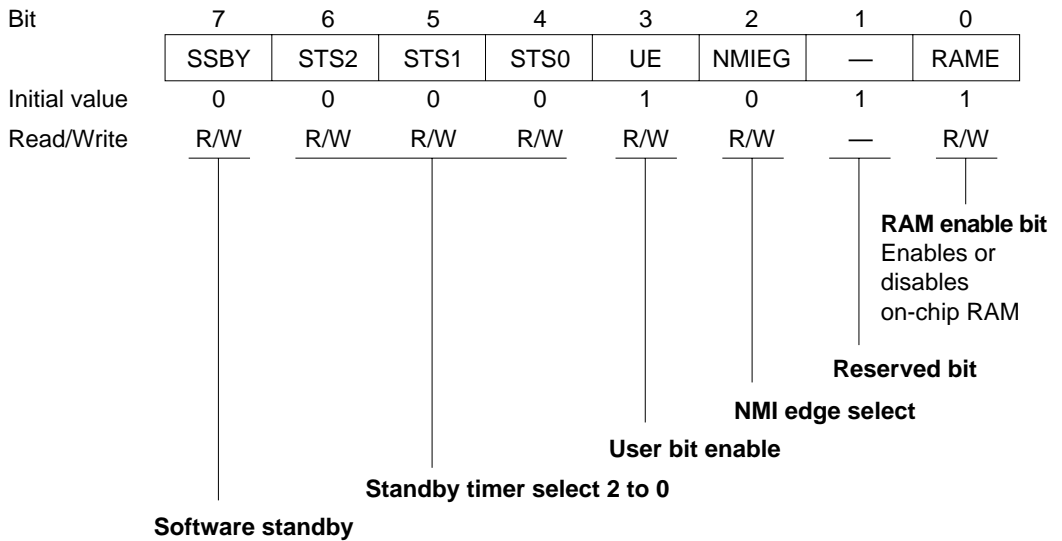 Bit 7 6 5 4 3 2 1 0
SSBY STS2 STS1 STS0 UE NMIEG — RAME
Initial value 0 0 0 0 1 0 1 1
Read/Write R/W R/W R/W R/W R/W R/W — R/W
RAM enable bit
Enables or
disables
on-chip RAM
Reserved bit
NMI edge select
User bit enable
Standby timer select 2 to 0
Software standby